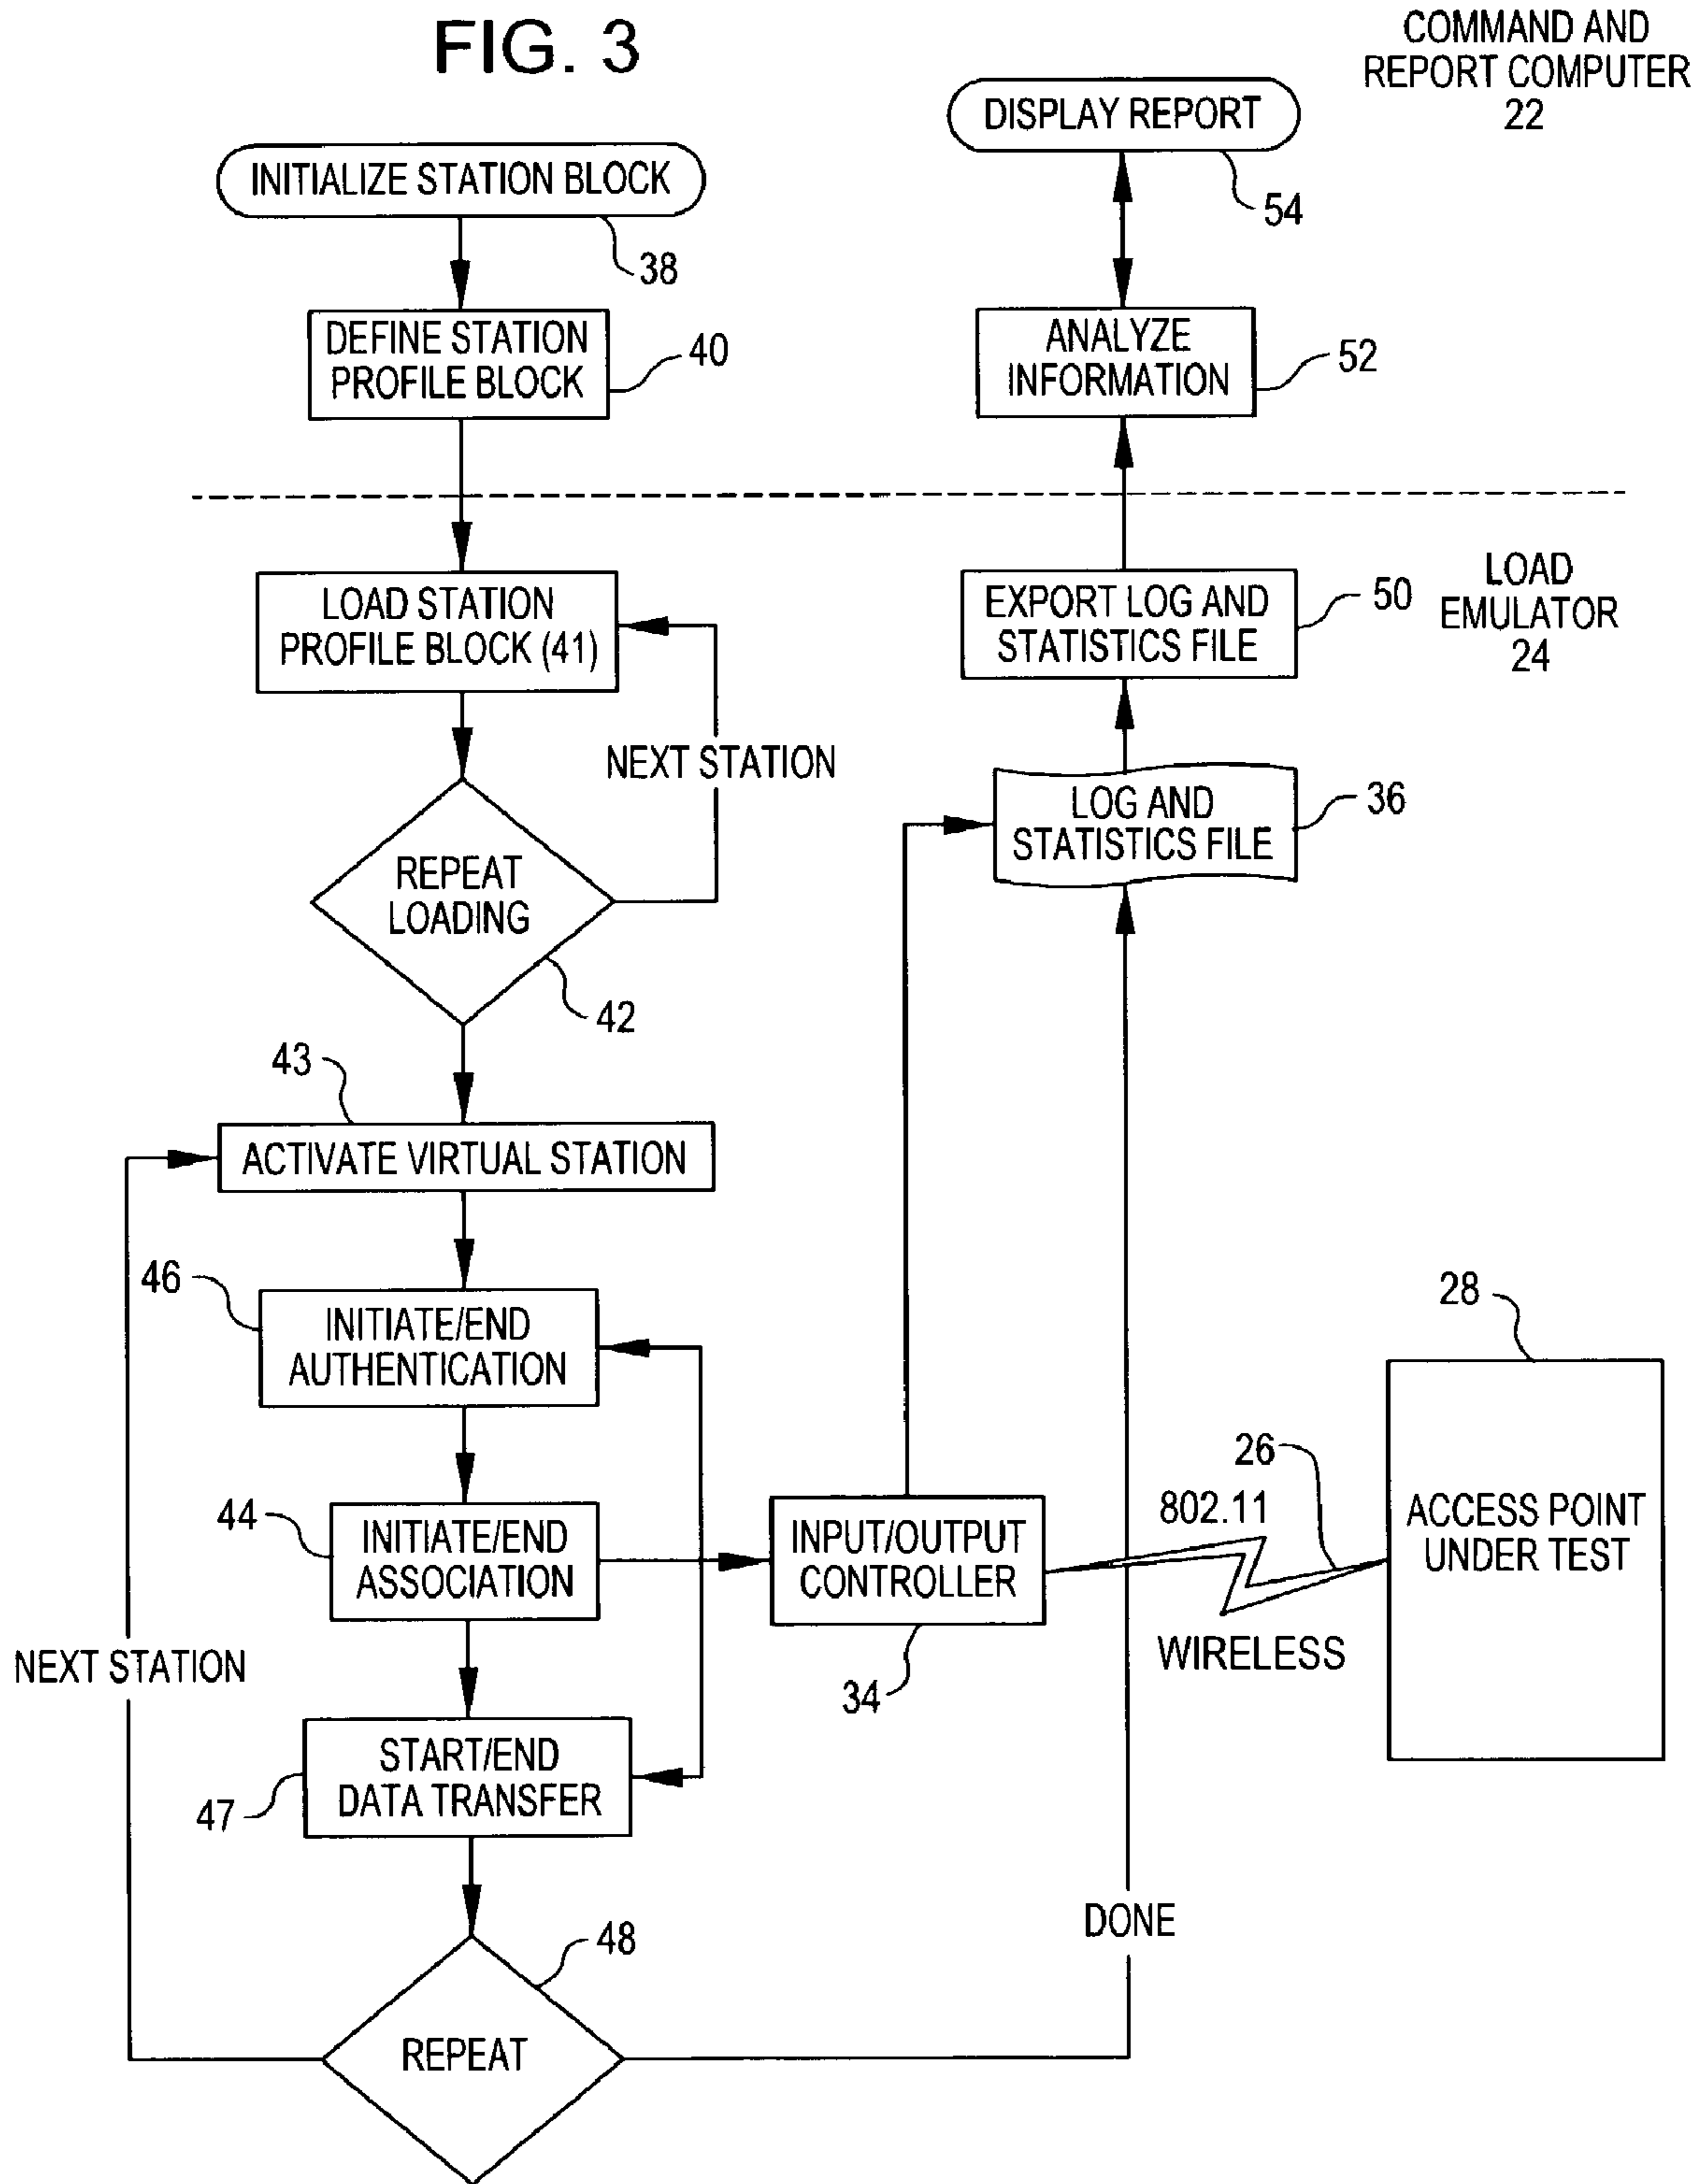 FIG. 3
COMMAND AND
REPORT COMPUTER
22
DISPLAY REPORT
54
INITIALIZE STATION BLOCK
38
DEFINE STATION
PROFILE BLOCK
40
ANALYZE
INFORMATION
52
LOAD STATION
PROFILE BLOCK (41)
EXPORT LOG AND
STATISTICS FILE
50
LOAD
EMULATOR
24
NEXT STATION
LOG AND
STATISTICS FILE
36
REPEAT
LOADING
42
43
ACTIVATE VIRTUAL STATION
46
INITIATE/END
AUTHENTICATION
28
44
INITIATE/END
ASSOCIATION
INPUT/OUTPUT
CONTROLLER
34
802.11
26
WIRELESS
ACCESS POINT
UNDER TEST
NEXT STATION
START/END
DATA TRANSFER
47
DONE
48
REPEAT